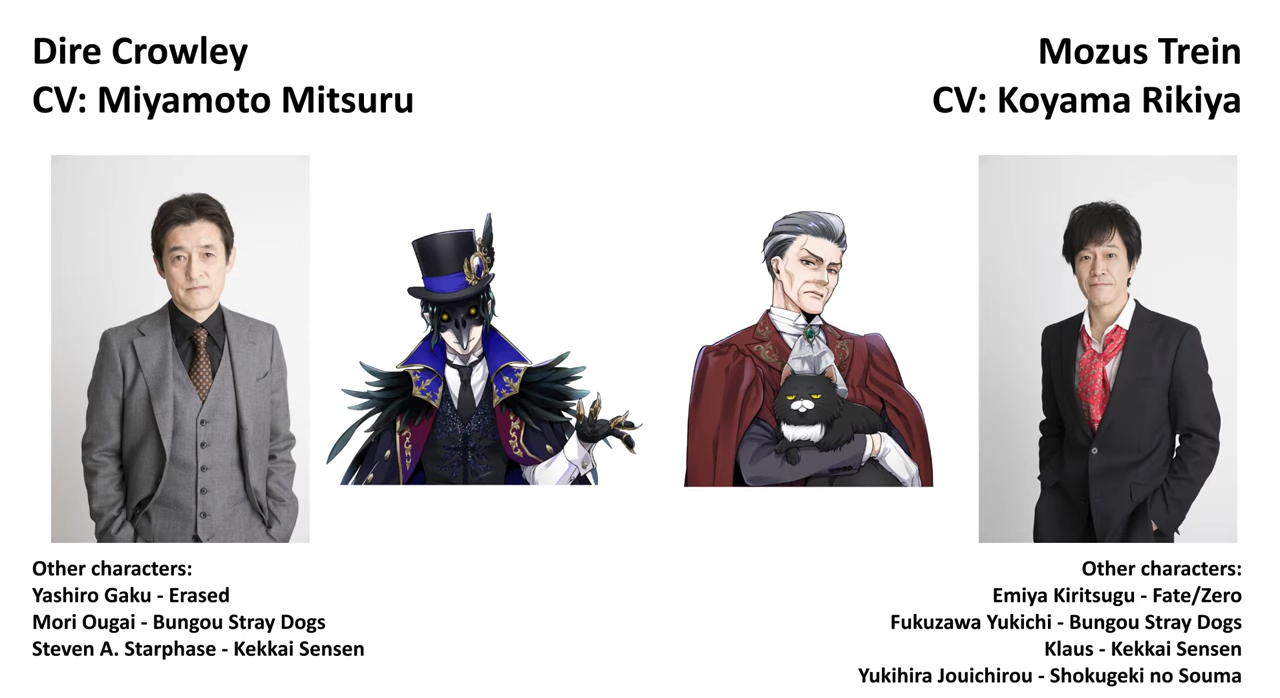 Dire Crowley
CV: Miyamoto Mitsuru
Mozus Trein
CV: Koyama Rikiya
Other characters:
Yashiro Gaku - Erased
Mori Ougai - Bungou Stray Dogs
Steven A. Starphase - Kekkai Sensen
Other characters:
Emiya Kiritsugu - Fate/Zero
Fukuzawa Yukichi - Bungou Stray Dogs
Klaus - Kekkai Sensen
Yukihira Jouichirou - Shokugeki no Souma